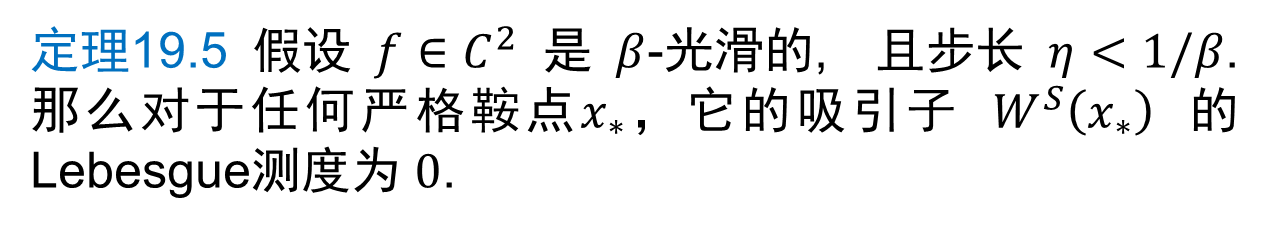 定理19.5 假设 𝑓 ∈ 𝐶² 是 𝛽-光滑的, 且步长 𝜂 < 1/𝛽.
那么对于任何严格鞍点𝑥∗，它的吸引子 𝑊ˢ(𝑥∗) 的
Lebesgue测度为 0.